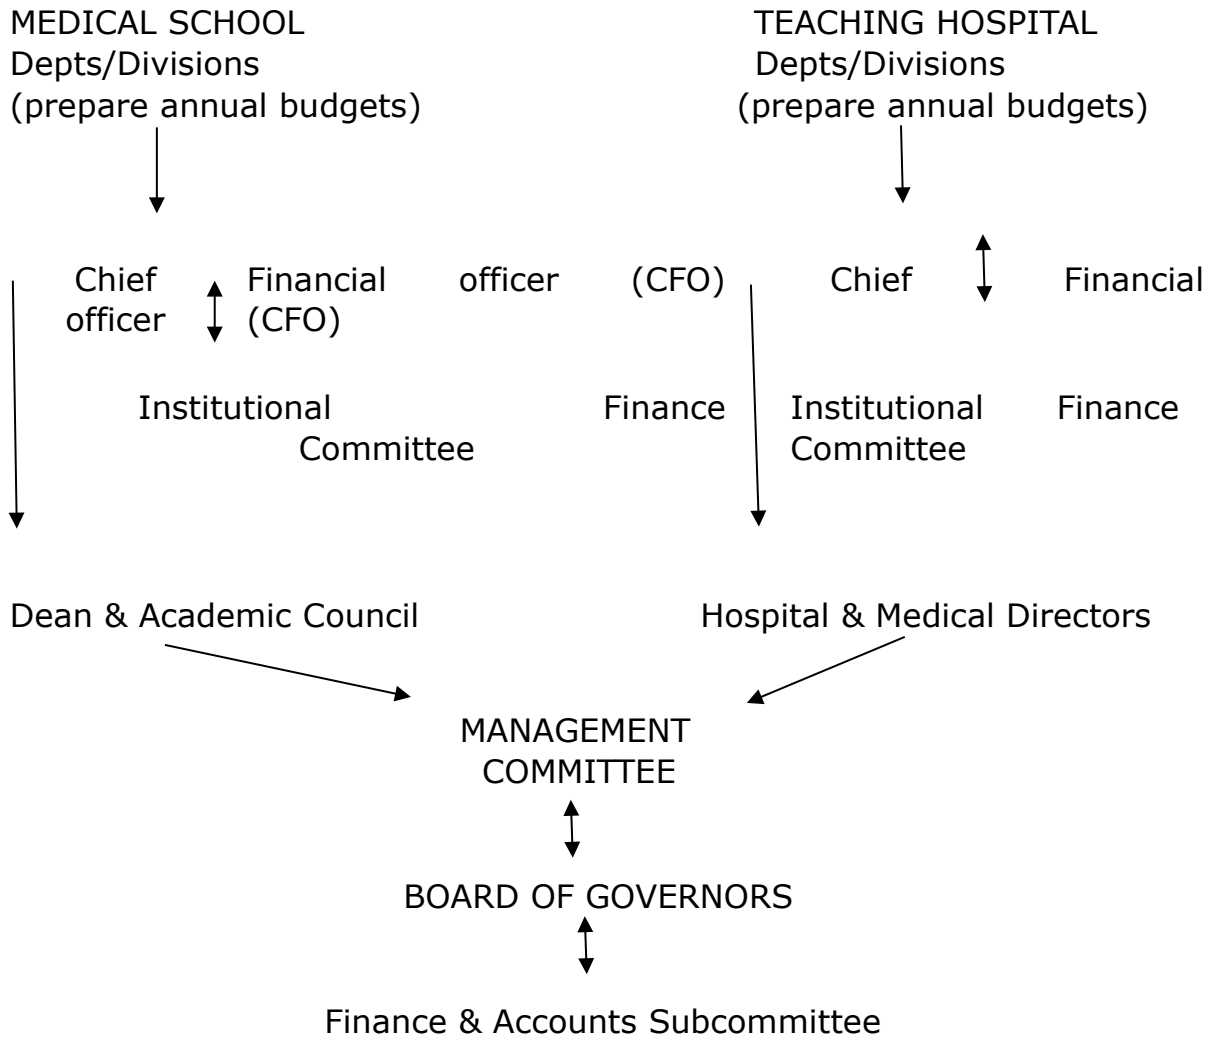 MEDICAL SCHOOL TEACHING HOSPITAL
Depts/Divisions Depts/Divisions
(prepare annual budgets) (prepare annual budgets)
Chief Financial officer (CFO) Chief Financial
officer (CFO)
Institutional Finance Institutional Finance
Committee Committee
Dean & Academic Council Hospital & Medical Directors
MANAGEMENT
COMMITTEE
BOARD OF GOVERNORS
Finance & Accounts Subcommittee